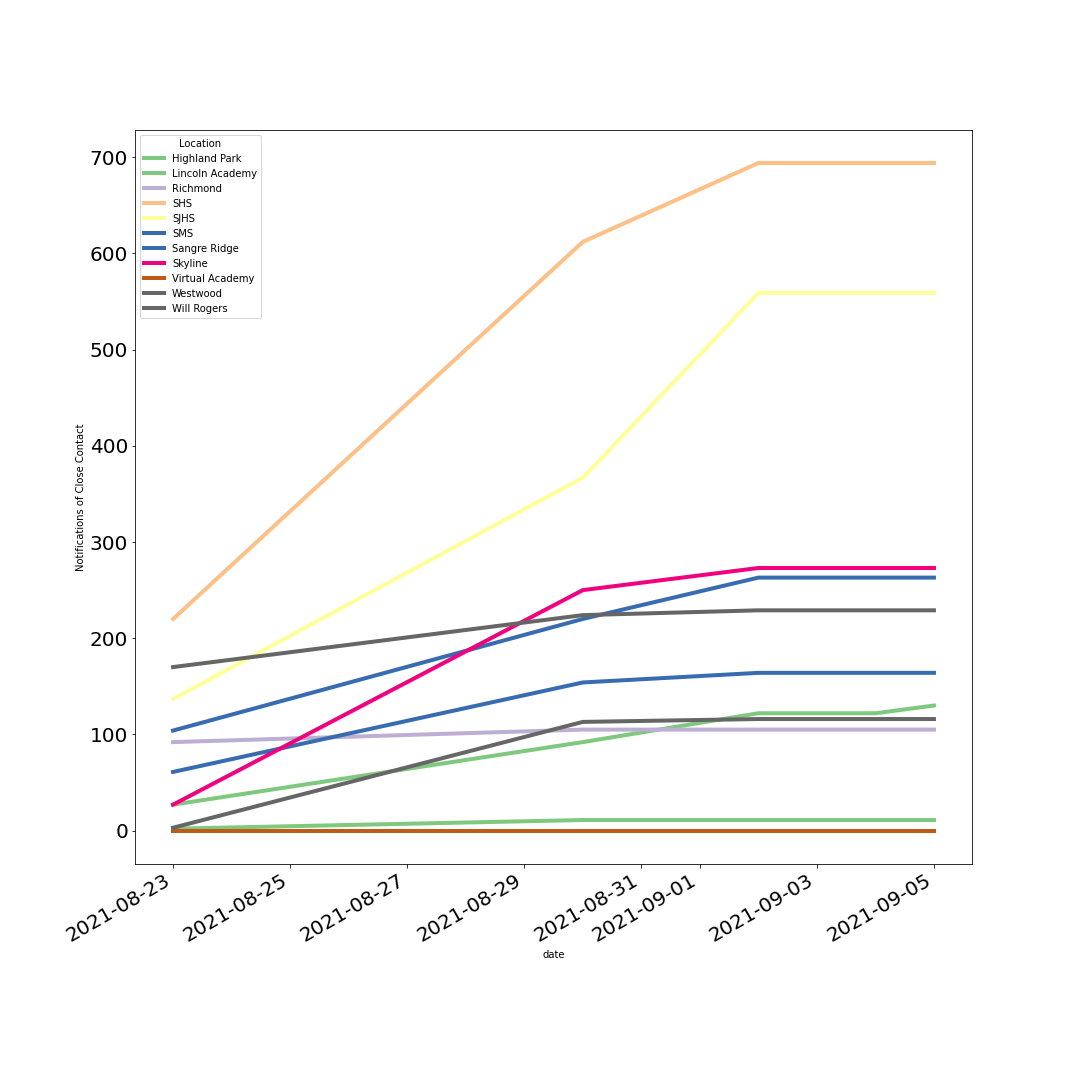 Location
Highland Park
Lincoln Academy
Richmond
SHS
SJHS
SMS
Sangre Ridge
Skyline
Virtual Academy
Westwood
Will Rogers
700
600
500
400
300
200
100
0
Notifications of Close Contact
2021-08-23
2021-08-25
2021-08-27
2021-08-29
2021-08-31
2021-09-01
2021-09-03
2021-09-05
date